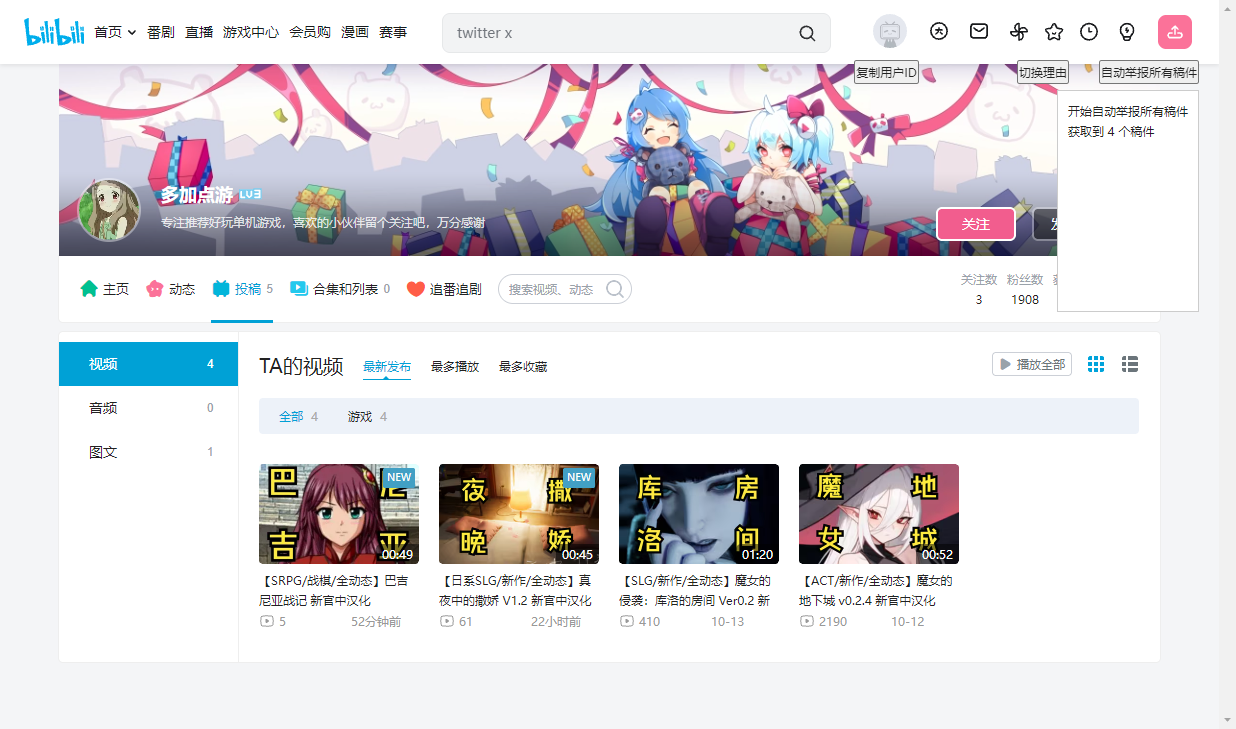 bilibili 首页 番剧 直播 游戏中心 会员购 漫画 赛事 twitter x
复制用户ID 切换理由 自动举报所有稿件
开始自动举报所有稿件
获取到 4 个稿件
多加点游 LV3
专注推荐好玩单机游戏，喜欢的小伙伴留个关注吧，万分感谢
关注 发
主页 动态 投稿 5 合集和列表 0 追番追剧 搜索视频、动态
关注数 粉丝数
3 1908
视频 4
音频 0
图文 1
TA的视频 最新发布 最多播放 最多收藏 播放全部
全部 4 游戏 4
巴尼吉亚 NEW 00:49
夜撒晚娇 NEW 00:45
库房洛间 01:20
魔地女城 00:52
【SRPG/战棋/全动态】巴吉
尼亚战记 新官中汉化
5 52分钟前
【日系SLG/新作/全动态】真
夜中的撒娇 V1.2 新官中汉化
61 22小时前
【SLG/新作/全动态】魔女的
侵袭：库洛的房间 Ver0.2 新
410 10-13
【ACT/新作/全动态】魔女的
地下城 v0.2.4 新官中汉化
2190 10-12